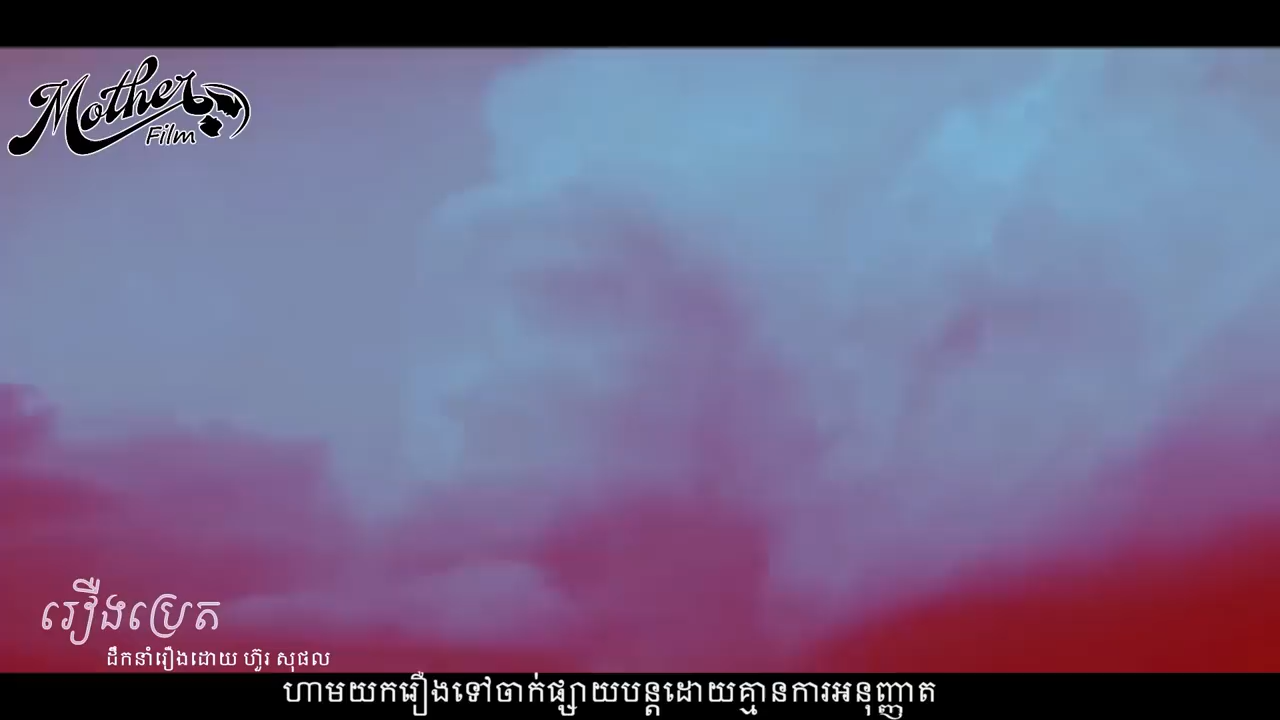 Mother
Film
រឿងប្រេត
ដឹកនាំរឿងដោយ ហ៊ួរ សុផល
ហាមយករឿងទៅចាក់ផ្សាយបន្តដោយគ្មានការអនុញ្ញាត